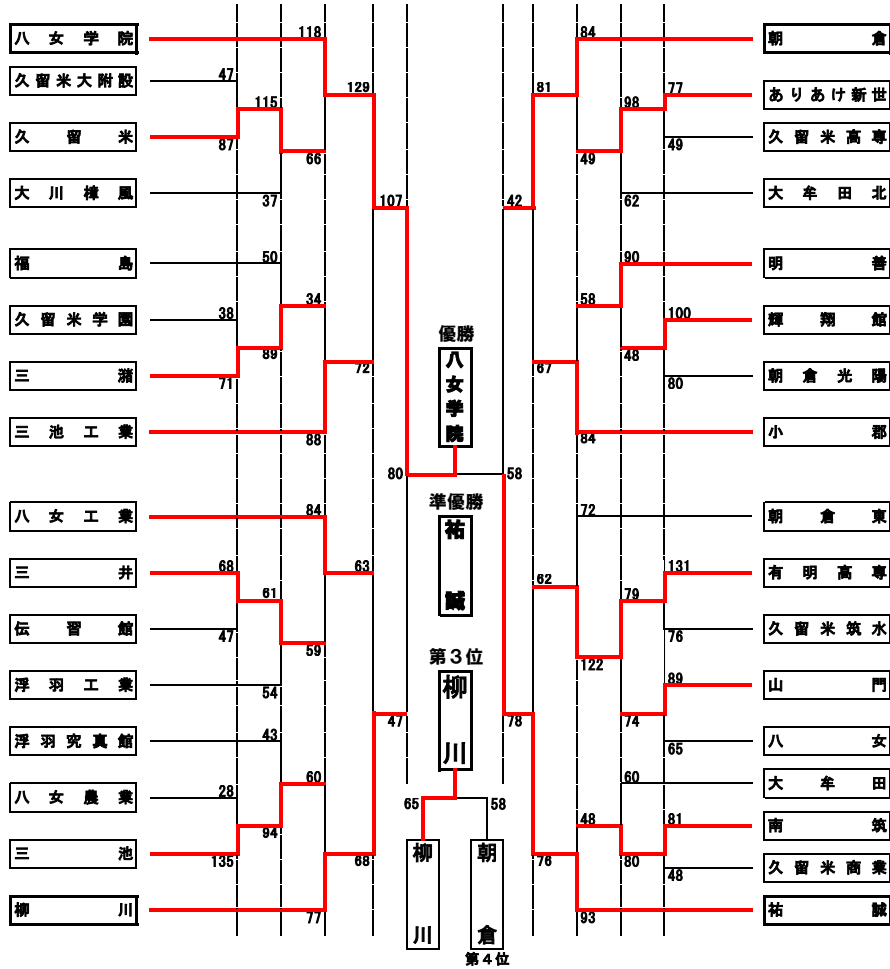 八女学院
久留米大附設
久留米
大川樟風
福島
久留米学園
三潴
三池工業
八女工業
三井
伝習館
浮羽工業
浮羽究真館
八女農業
三池
柳川
118
47
129
115
87
66
37
107
50
34
38
89
71
72
88
80
84
68
63
61
47
59
54
47
43
60
28
94
135
68
77
優勝
八女学院
準優勝
祐誠
第3位
柳川
65
58
柳川
朝倉
第4位
84
81
77
98
49
49
42
62
90
58
100
48
67
80
84
58
72
131
62
79
76
122
89
74
78
65
60
48
81
76
80
48
93
朝倉
ありあけ新世
久留米高専
大牟田北
明善
輝翔館
朝倉光陽
小郡
朝倉東
有明高専
久留米筑水
山門
八女
大牟田
南筑
久留米商業
祐誠